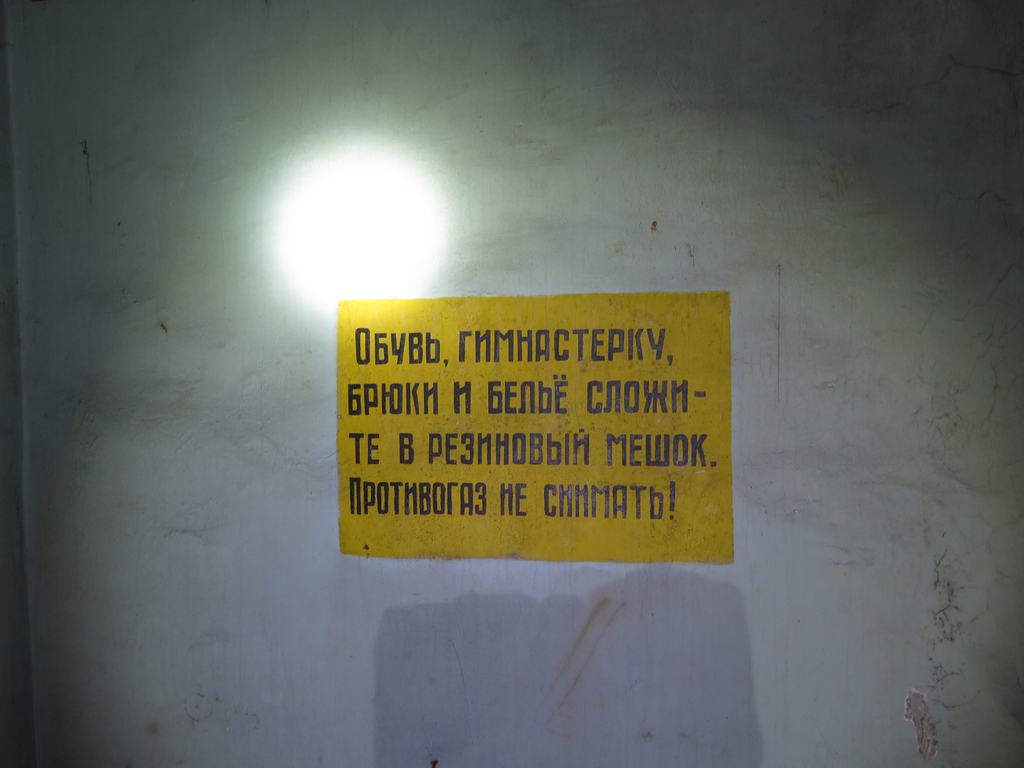 Обувь, гимнастерку,
брюки и бельё сложи-
те в резиновый мешок.
Противогаз не снимать!